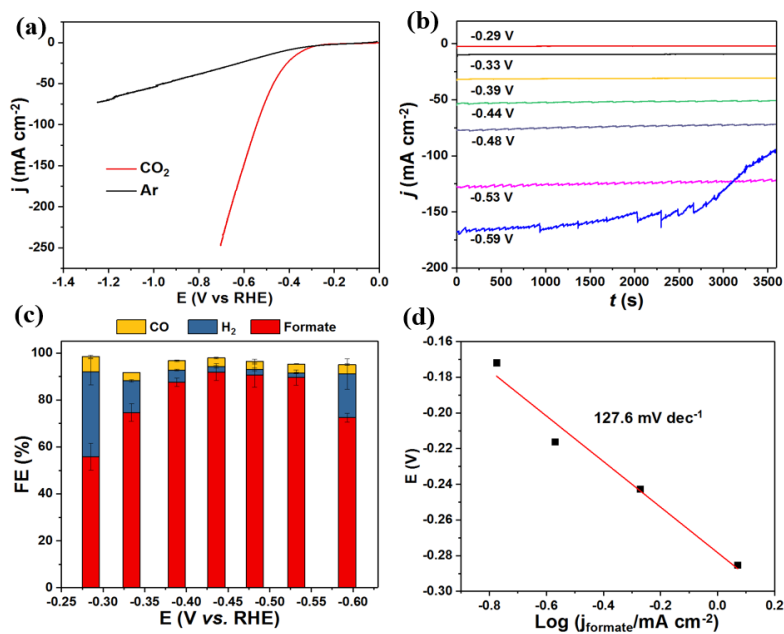 (a)
0
-50
-100
-150
-200
-250
j (mA cm⁻²)
CO₂
Ar
-1.4 -1.2 -1.0 -0.8 -0.6 -0.4 -0.2 0.0
E (V vs RHE)
(b)
0
-50
-100
-150
-200
j (mA cm⁻²)
-0.29 V
-0.33 V
-0.39 V
-0.44 V
-0.48 V
-0.53 V
-0.59 V
0 500 1000 1500 2000 2500 3000 3500
t (s)
CO H₂ Formate
(c)
100
80
60
40
20
0
FE (%)
-0.25 -0.30 -0.35 -0.40 -0.45 -0.50 -0.55 -0.60
E (V vs. RHE)
(d)
-0.16
-0.18
-0.20
-0.22
-0.24
-0.26
-0.28
-0.30
E (V)
127.6 mV dec⁻¹
-0.8 -0.6 -0.4 -0.2 0.0 0.2
Log (j_formate/mA cm⁻²)